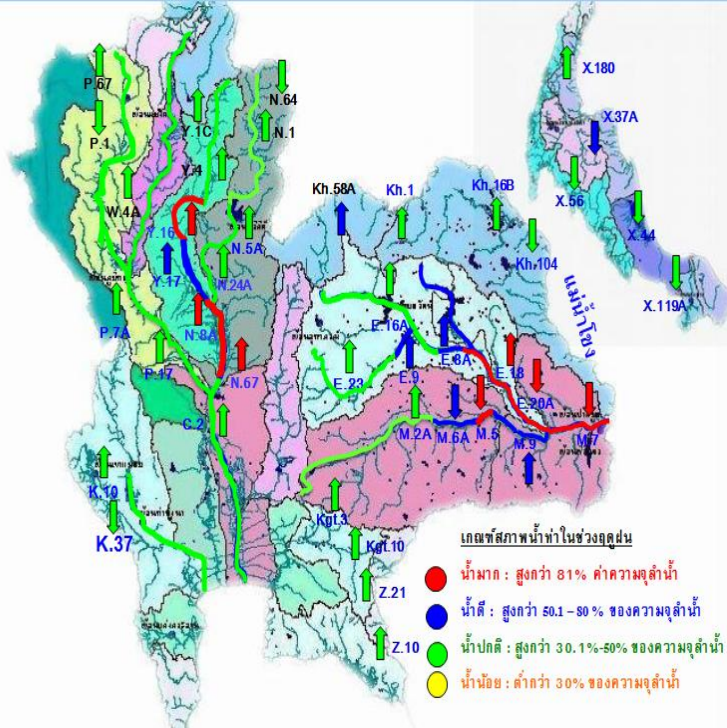 P.67
N.64
P.1
Y.1C
N.1
Y.4
W.4A
Y.16
N.5A
Y.17
N.24A
P.7A
N.8A
P.17
N.67
C.2
K.10
K.37
Kh.58A
Kh.1
Kh.16B
Kh.104
แม่น้ำโขง
E.16A
E.8A
E.18
E.23
E.9
E.20A
M.2A
M.6A
M.5
M.9
M.7
Kgt.3
Kgt.10
Z.21
Z.10
X.180
X.37A
X.56
X.44
X.119A
เกณฑ์สภาพน้ำท่าในช่วงฤดูฝน
น้ำมาก : สูงกว่า 81% ค่าความจุลำน้ำ
น้ำดี : สูงกว่า 50.1 – 80 % ของความจุลำน้ำ
น้ำปกติ : สูงกว่า 30.1%-50% ของความจุลำน้ำ
น้ำน้อย : ต่ำกว่า 30% ของความจุลำน้ำ